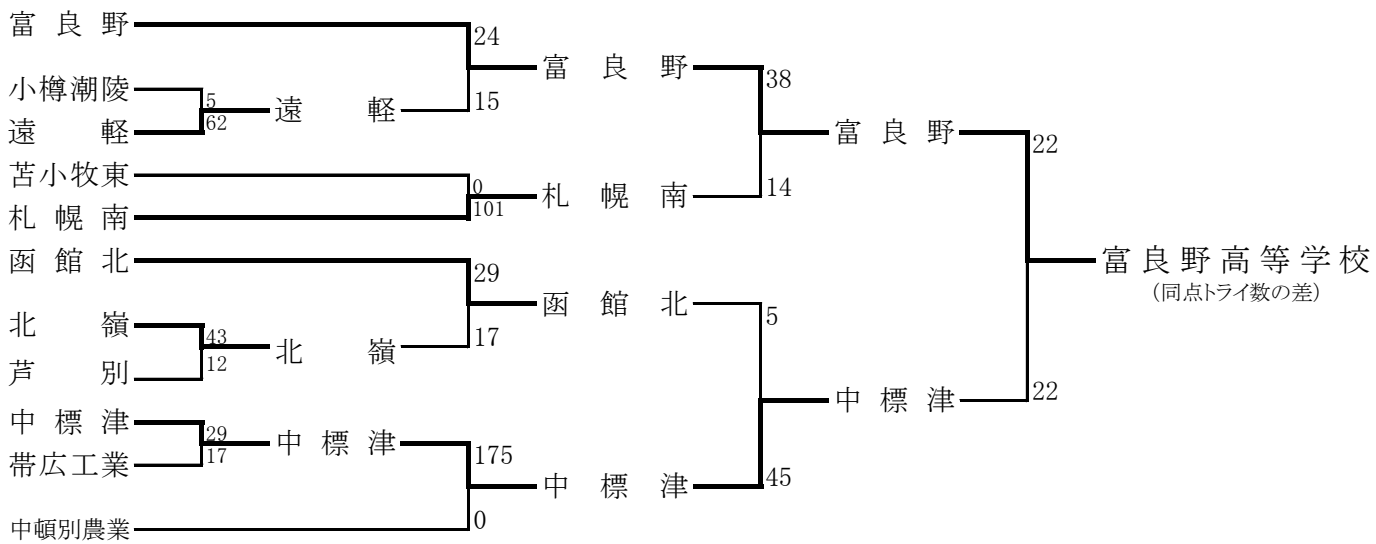 富良野
24
富良野
38
小樽潮陵
5
遠軽
15
62
遠軽
富良野
22
苫小牧東
0
札幌南
14
101
札幌南
函館北
29
富良野高等学校
(同点トライ数の差)
函館北
5
北嶺
43
北嶺
17
12
芦別
中標津
22
中標津
29
中標津
175
17
帯広工業
中標津
45
中頓別農業
0